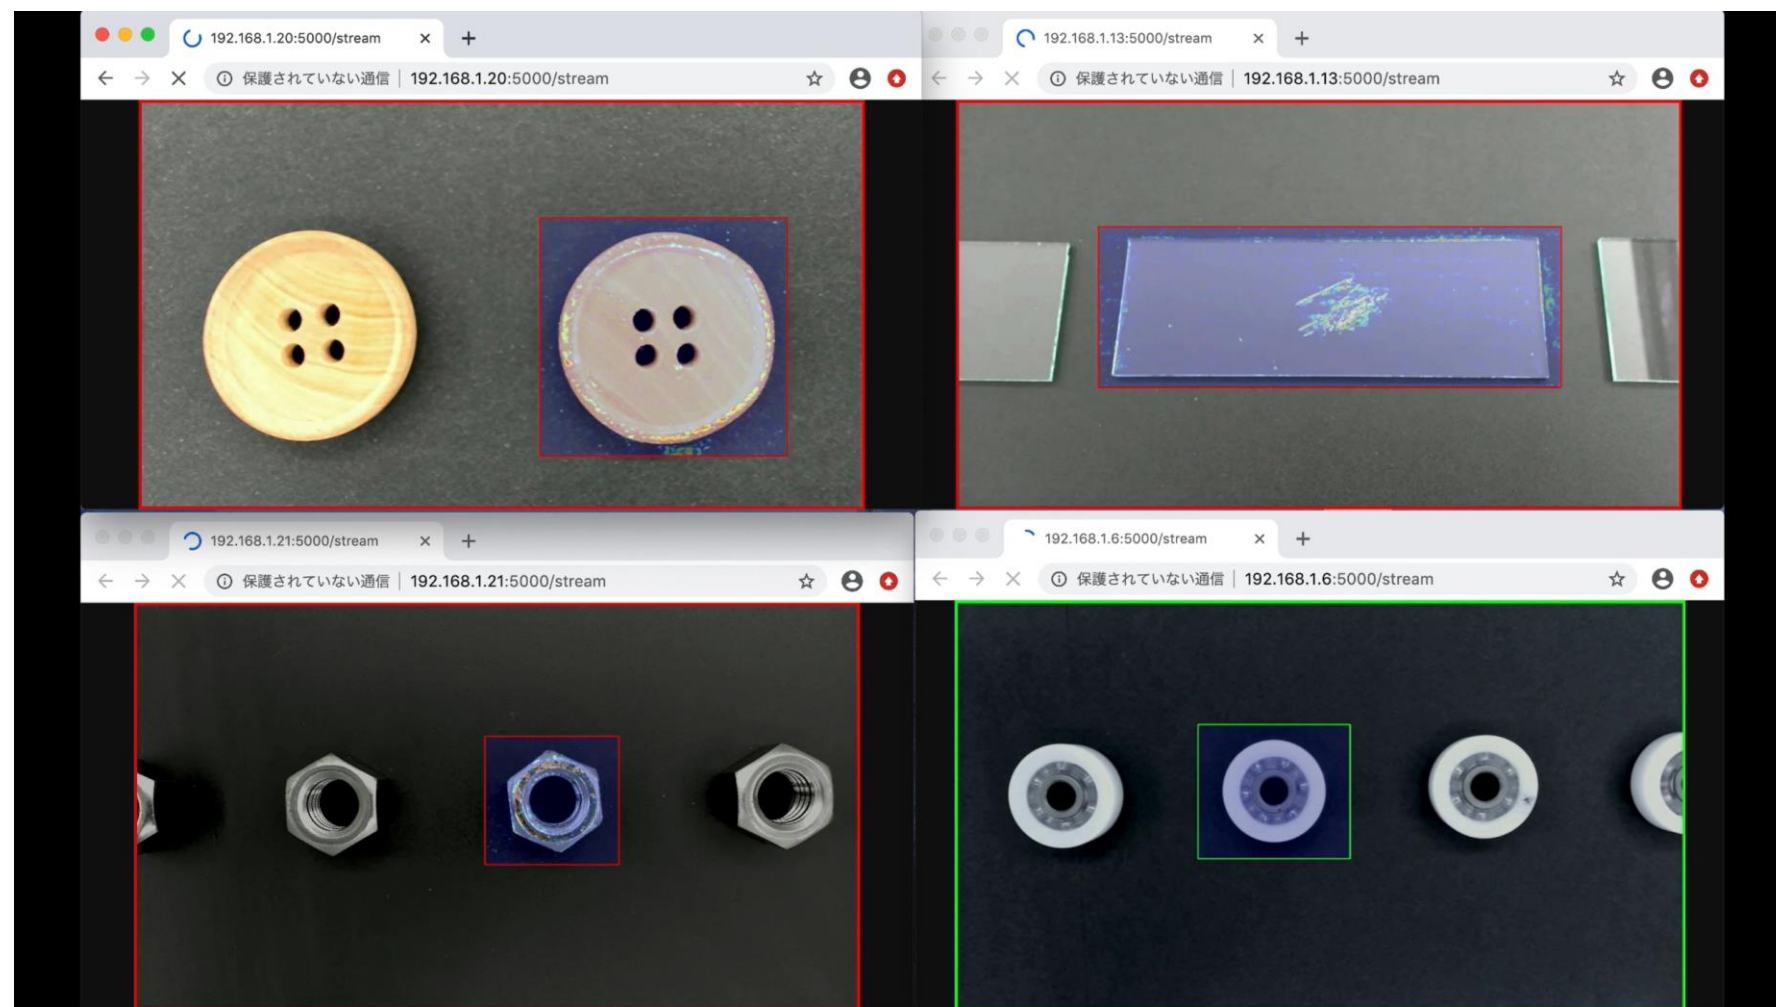 192.168.1.20:5000/stream
保護されていない通信 | 192.168.1.20:5000/stream
192.168.1.13:5000/stream
保護されていない通信 | 192.168.1.13:5000/stream
192.168.1.21:5000/stream
保護されていない通信 | 192.168.1.21:5000/stream
192.168.1.6:5000/stream
保護されていない通信 | 192.168.1.6:5000/stream